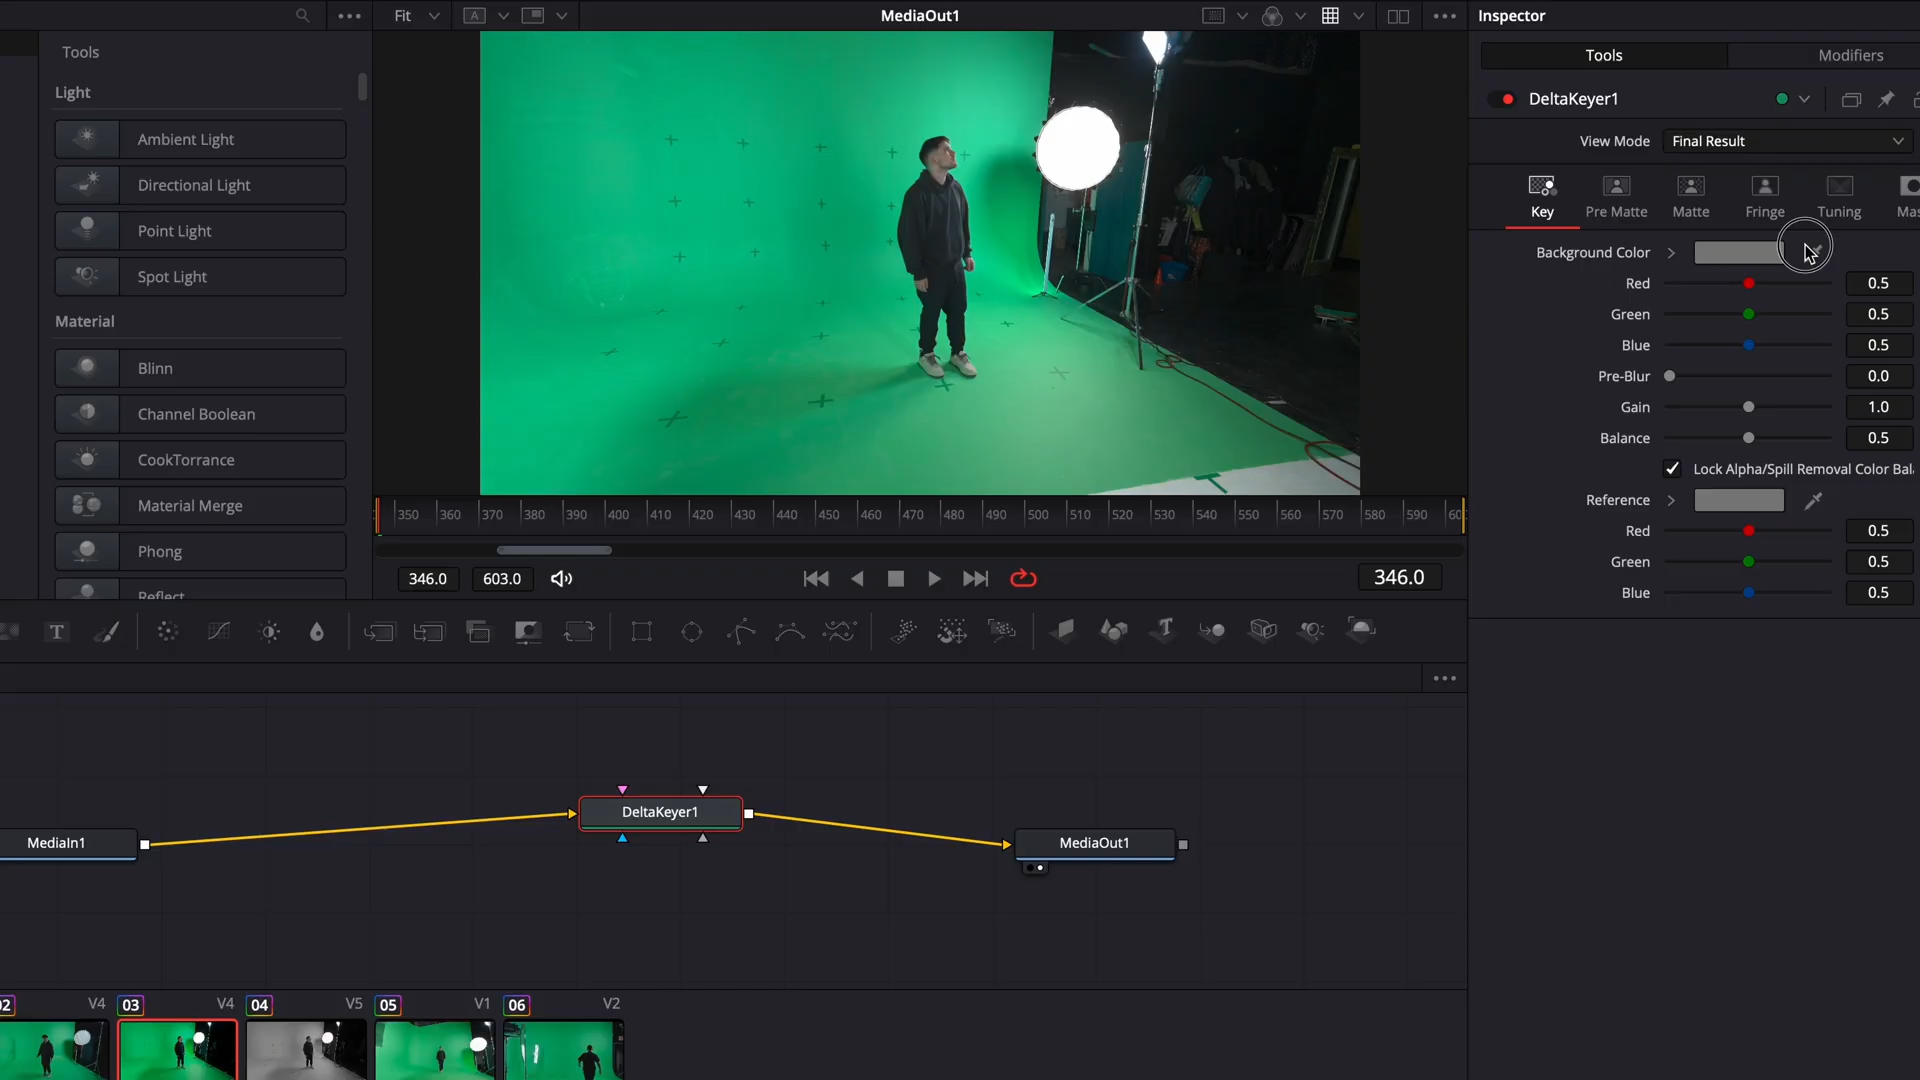 Fit
MediaOut1
Inspector
Tools
Light
Ambient Light
Directional Light
Point Light
Spot Light
Material
Blinn
Channel Boolean
CookTorrance
Material Merge
Phong
Reflect
350 360 370 380 390 400 410 420 430 440 450 460 470 480 490 500 510 520 530 540 550 560 570 580 590 60
346.0 603.0
346.0
Tools Modifiers
DeltaKeyer1
View Mode Final Result
Key Pre Matte Matte Fringe Tuning Mas
Background Color
Red 0.5
Green 0.5
Blue 0.5
Pre-Blur 0.0
Gain 1.0
Balance 0.5
Lock Alpha/Spill Removal Color Bal
Reference
Red 0.5
Green 0.5
Blue 0.5
T
A
MediaIn1
DeltaKeyer1
MediaOut1
02 V4 03 V4 04 V5 05 V1 06 V2